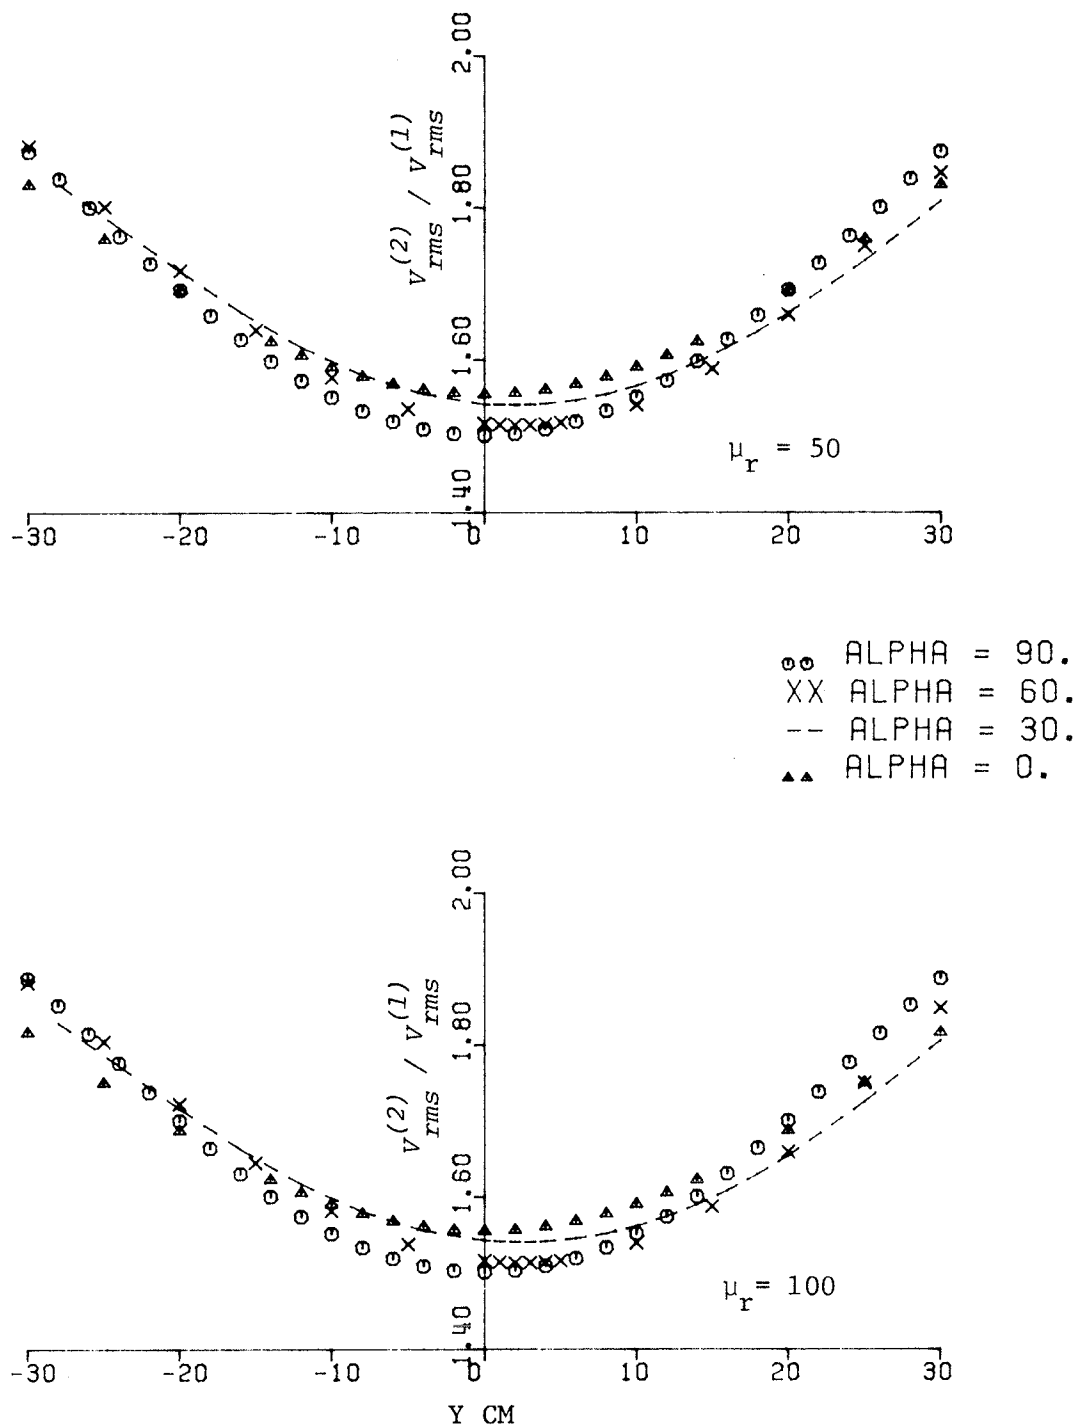 2.00
1.80
1.60
1.40
V(2)rms / V(1)rms
μr = 50
-30 -20 -10 0 10 20 30
ALPHA = 90.
XX ALPHA = 60.
-- ALPHA = 30.
ALPHA = 0.
2.00
1.80
1.60
1.40
V(2)rms / V(1)rms
μr= 100
-30 -20 -10 0 10 20 30
Y CM